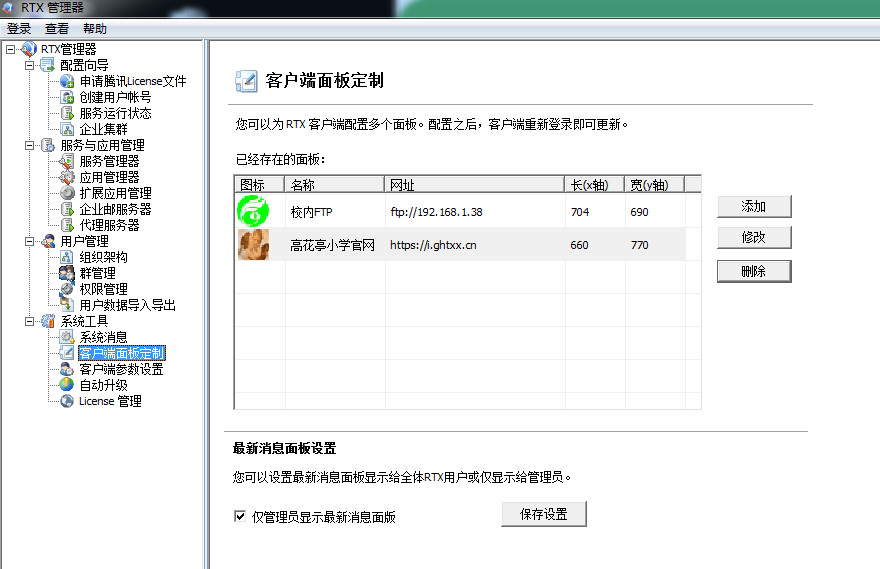 RTX 管理器
登录 查看 帮助
RTX管理器
配置向导
申请腾讯License文件
创建用户帐号
服务运行状态
企业集群
服务与应用管理
服务管理器
应用管理器
扩展应用管理
企业邮服务器
代理服务器
用户管理
组织架构
群管理
权限管理
用户数据导入导出
系统工具
系统消息
客户端面板定制
客户端参数设置
自动升级
License 管理
客户端面板定制
您可以为 RTX 客户端配置多个面板。配置之后，客户端重新登录即可更新。
已经存在的面板：
图标 名称 网址 长(x轴) 宽(y轴)
校内FTP ftp://192.168.1.38 704 690
高花亭小学官网 https://i.ghtxx.cn 660 770
添加
修改
删除
最新消息面板设置
您可以设置最新消息面板显示给全体RTX用户或仅显示给管理员。
仅管理员显示最新消息面版
保存设置